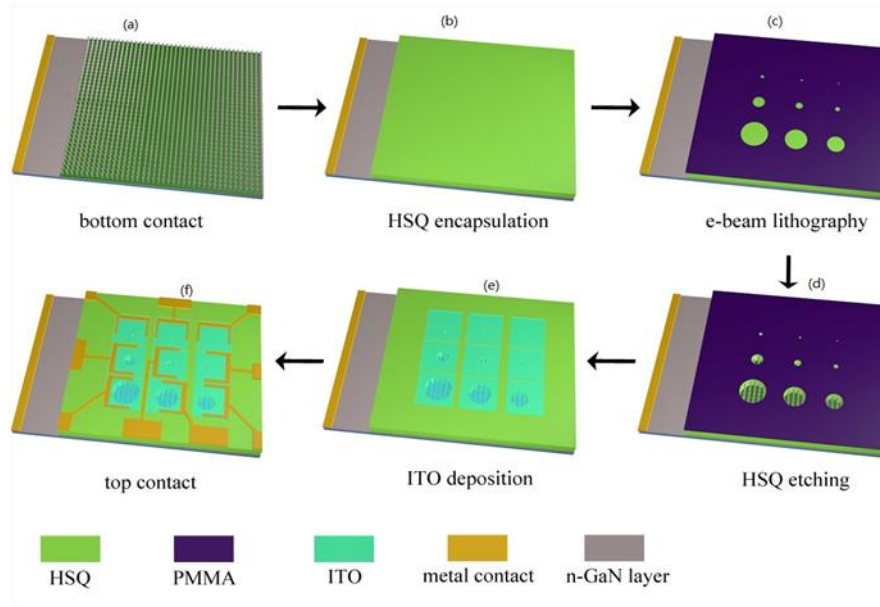 (a)
(b)
(c)
bottom contact
HSQ encapsulation
e-beam lithography
(f)
(e)
(d)
top contact
ITO deposition
HSQ etching
HSQ
PMMA
ITO
metal contact
n-GaN layer